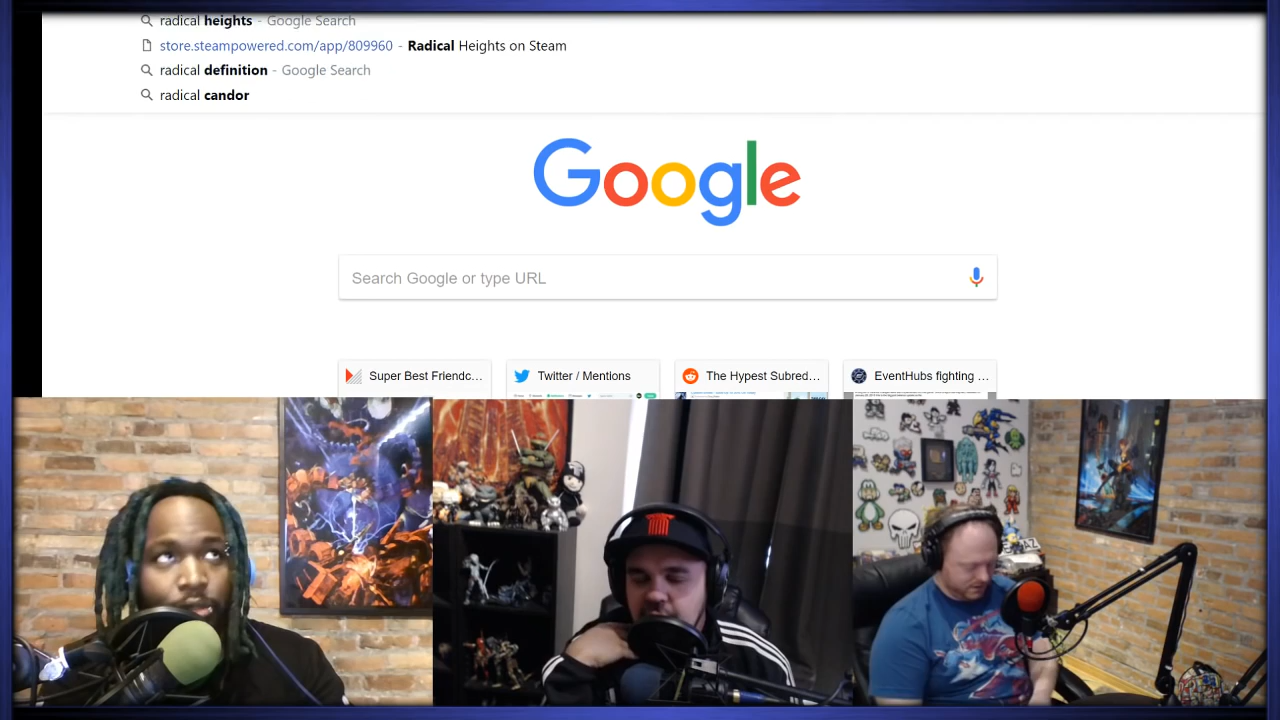 radical heights - Google Search
store.steampowered.com/app/809960 - Radical Heights on Steam
radical definition - Google Search
radical candor
Google
Search Google or type URL
Super Best Friendc...
Twitter / Mentions
The Hypest Subred...
EventHubs fighting ...